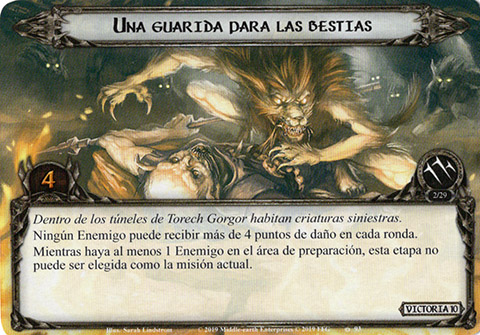 UNA GUARIDA PARA LAS BESTIAS
4
2/29
Dentro de los túneles de Torech Gorgor habitan criaturas siniestras.
Ningún Enemigo puede recibir más de 4 puntos de daño en cada ronda.
Mientras haya al menos 1 Enemigo en el área de preparación, esta etapa no
puede ser elegida como la misión actual.
VICTORIA 10
Illus. Sarah Lindstrom © 2019 Middle-earth Enterprises © 2019 FFG 93